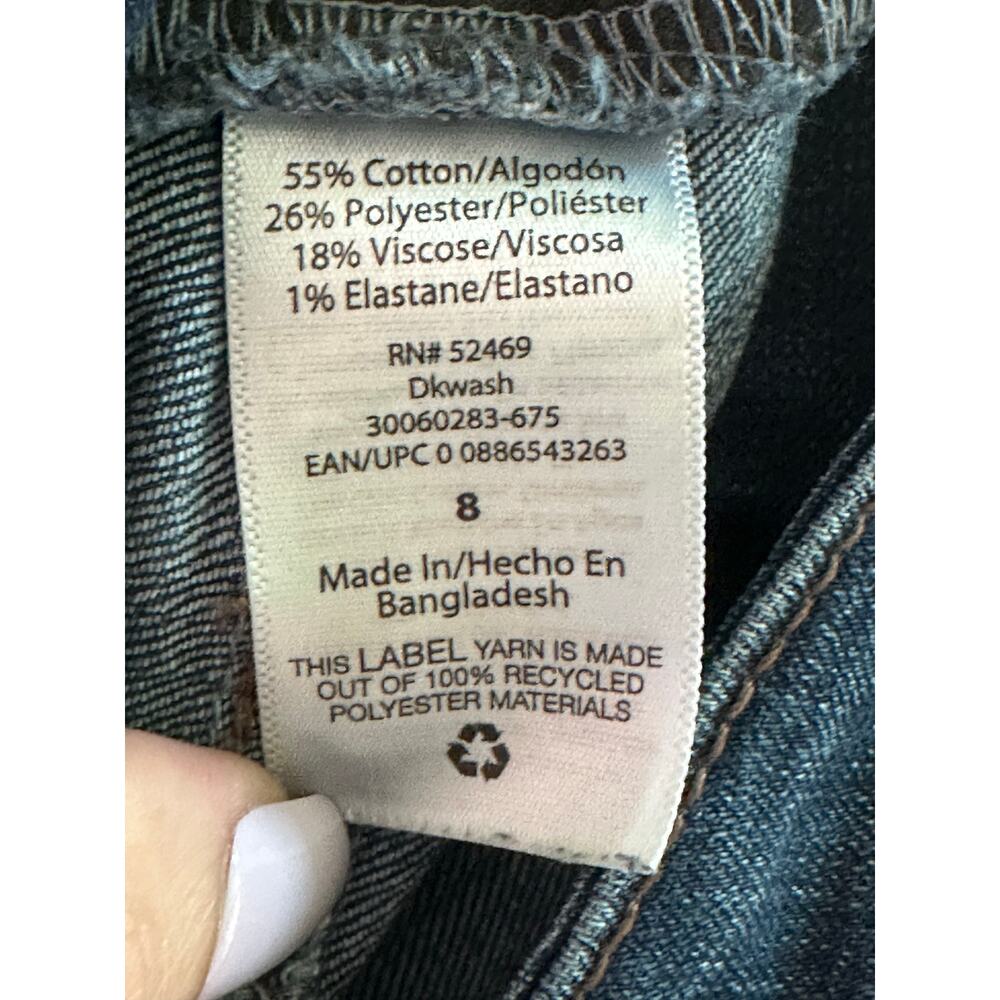 55% Cotton/Algodón
26% Polyester/Poliéster
18% Viscose/Viscosa
1% Elastane/Elastano
RN# 52469
Dkwash
30060283-675
EAN/UPC 0 0886543263
8
Made In/Hecho En
Bangladesh
THIS LABEL YARN IS MADE
OUT OF 100% RECYCLED
POLYESTER MATERIALS